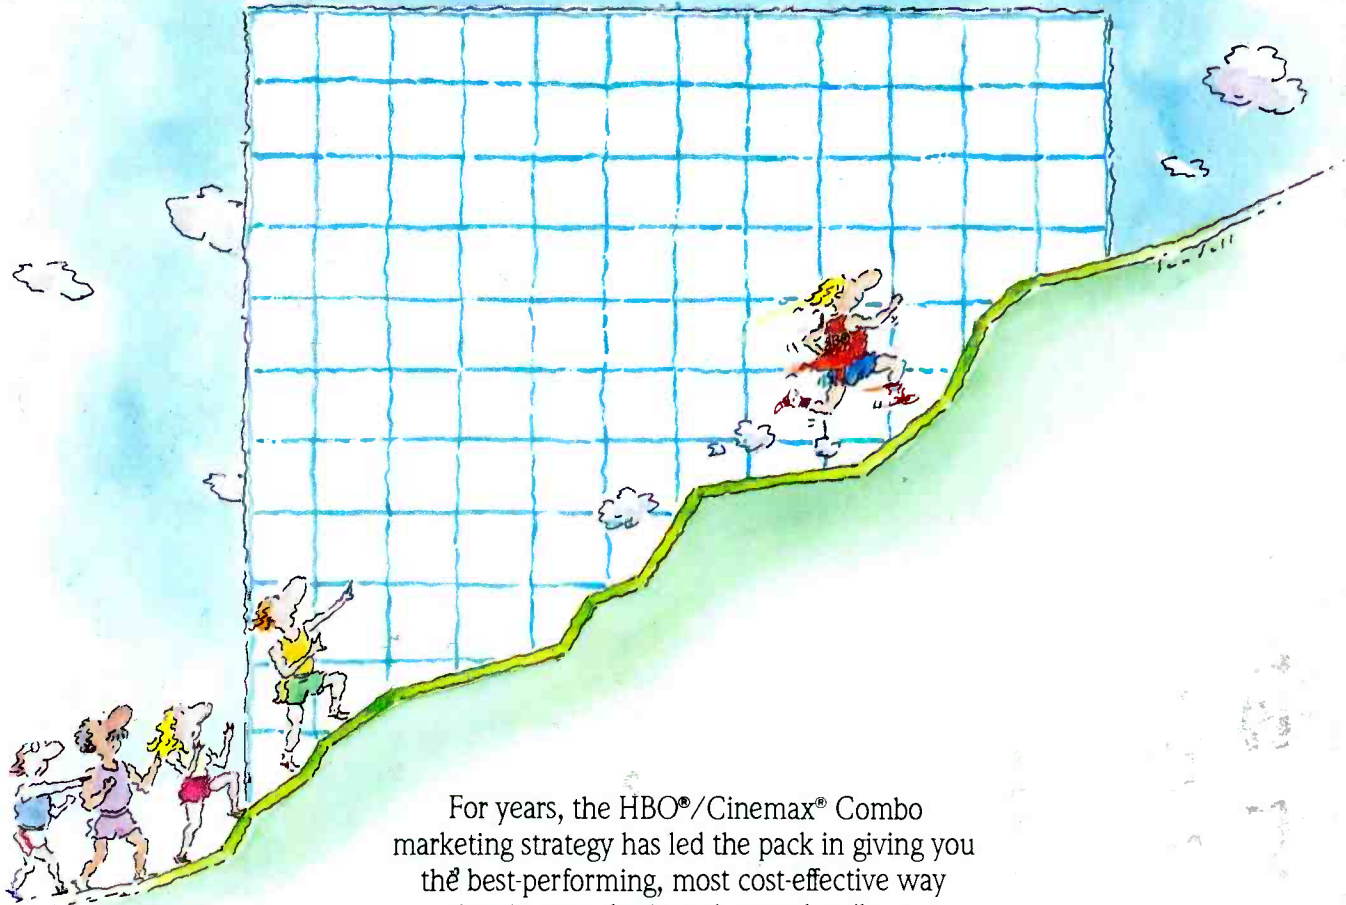 For years, the HBO®/Cinemax® Combo
marketing strategy has led the pack in giving you
the best-performing, most cost-effective way